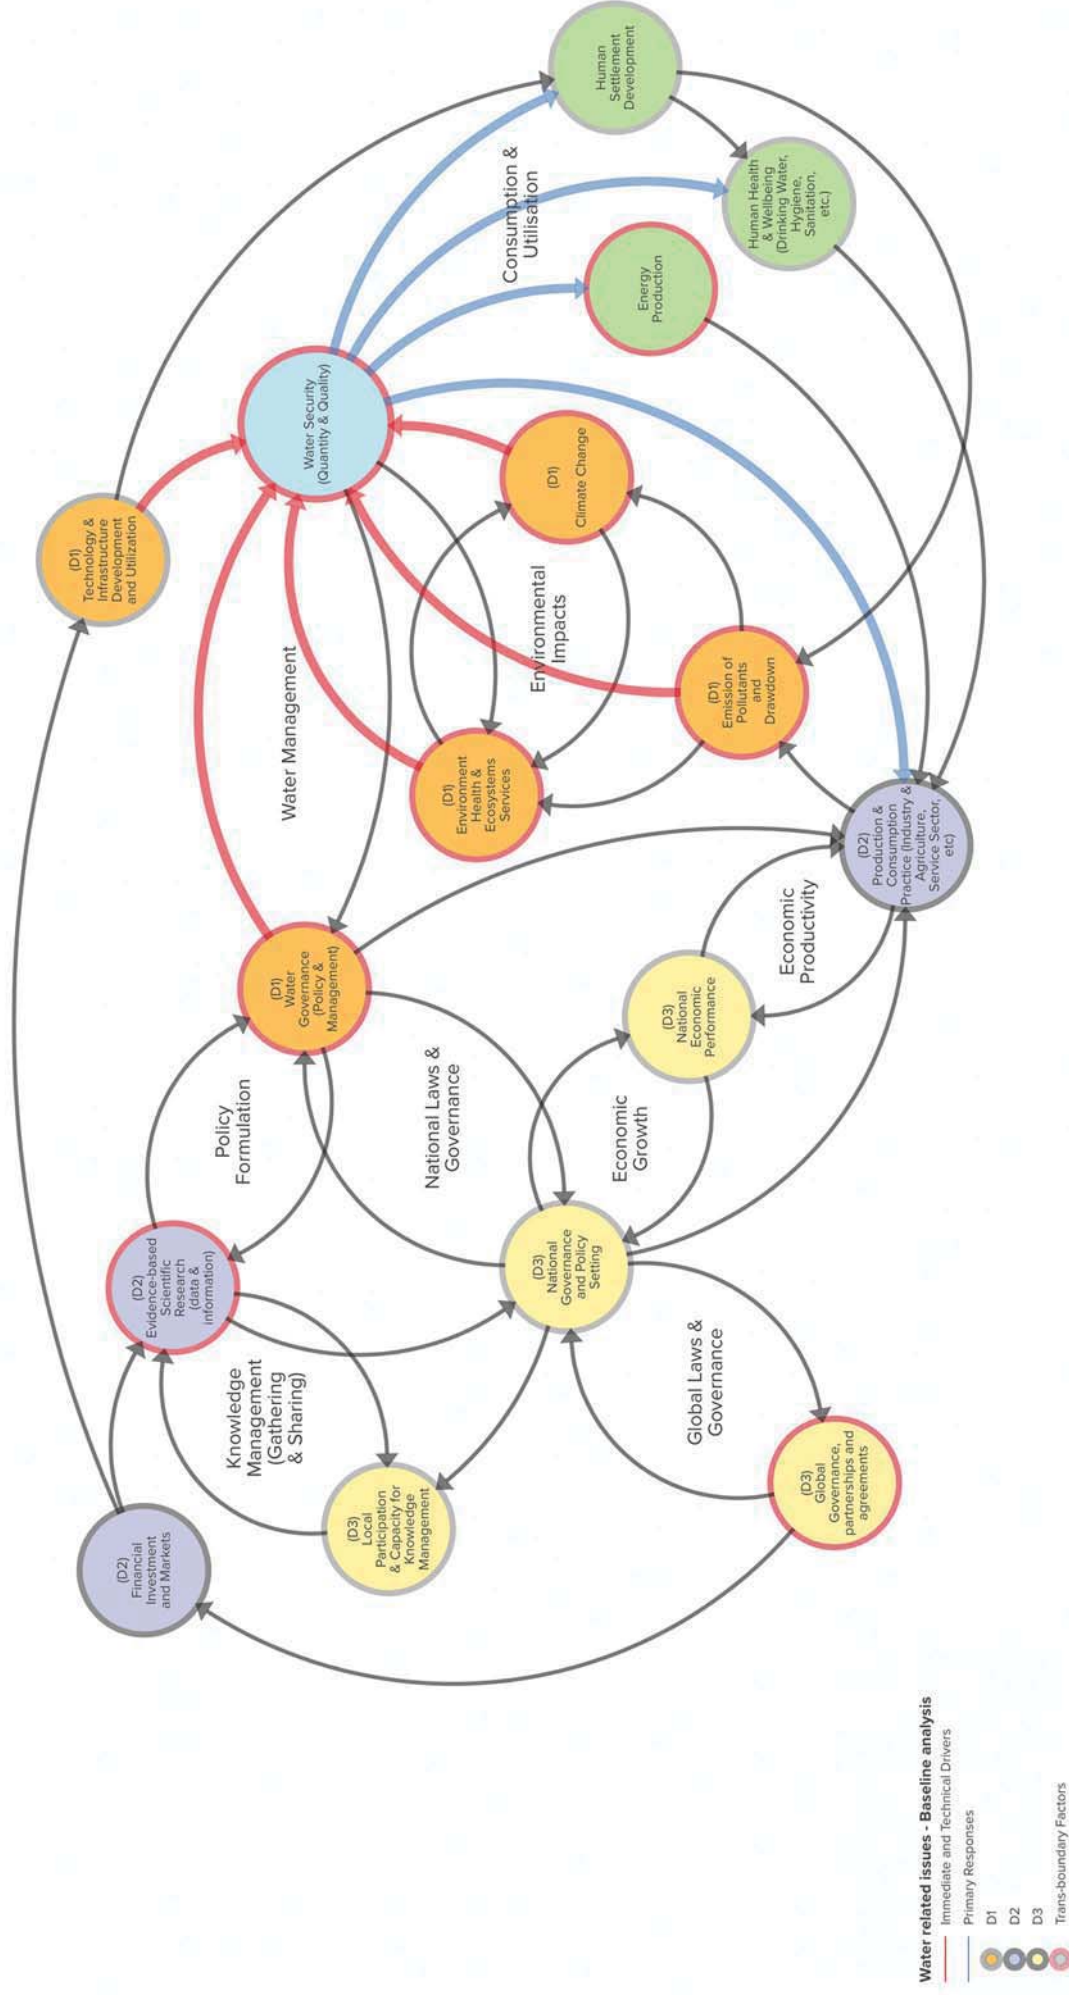 (D2)
Financial
Investment
and Markets
(D3)
Local
Participation
& Capacity for
Knowledge
Management
(D3)
Global
Governance,
partnerships and
agreements
Knowledge
Management
(Gathering
& Sharing)
Global Laws &
Governance
(D2)
Evidence-based
Scientific
Research
(data &
information)
(D3)
National
Governance
and Policy
Setting
Policy
Formulation
National Laws &
Governance
Economic
Growth
(D1)
Water
Governance
(Policy &
Management)
(D3)
National
Economic
Performance
Economic
Productivity
(D2)
Production &
Consumption
Practice (Industry &
Agriculture,
Service Sector,
etc)
Water Management
(D1)
Environment
Health &
Ecosystems
Services
Environmental
Impacts
(D1)
Emission of
Pollutants
and
Drawdown
(D1)
Technology &
Infrastructure
Development
and Utilization
Water Security
(Quantity & Quality)
(D1)
Climate Change
Energy
Production
Consumption &
Utilisation
Human Health
& Wellbeing
(Drinking Water,
Hygiene,
Sanitation,
etc.)
Human
Settlement
Development
Water related issues - Baseline analysis
Immediate and Technical Drivers
Primary Responses
D1
D2
D3
Trans-boundary Factors